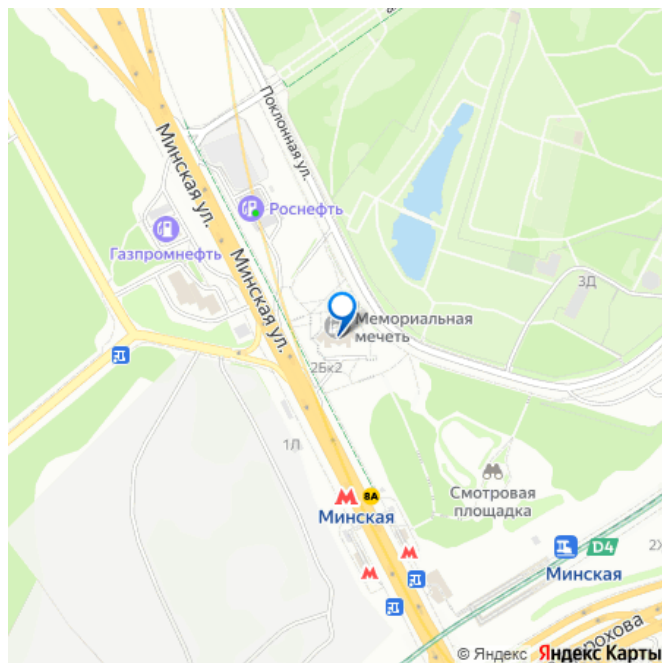 Минская ул.
Поклонная ул.
Роснефть
Газпромнефть
Минская ул.
3Д
Мемориальная
мечеть
2Бк2
1Л
М 8А
Минская
Смотровая
площадка
D4
Минская
2Х
© Яндекс Яндекс Карты